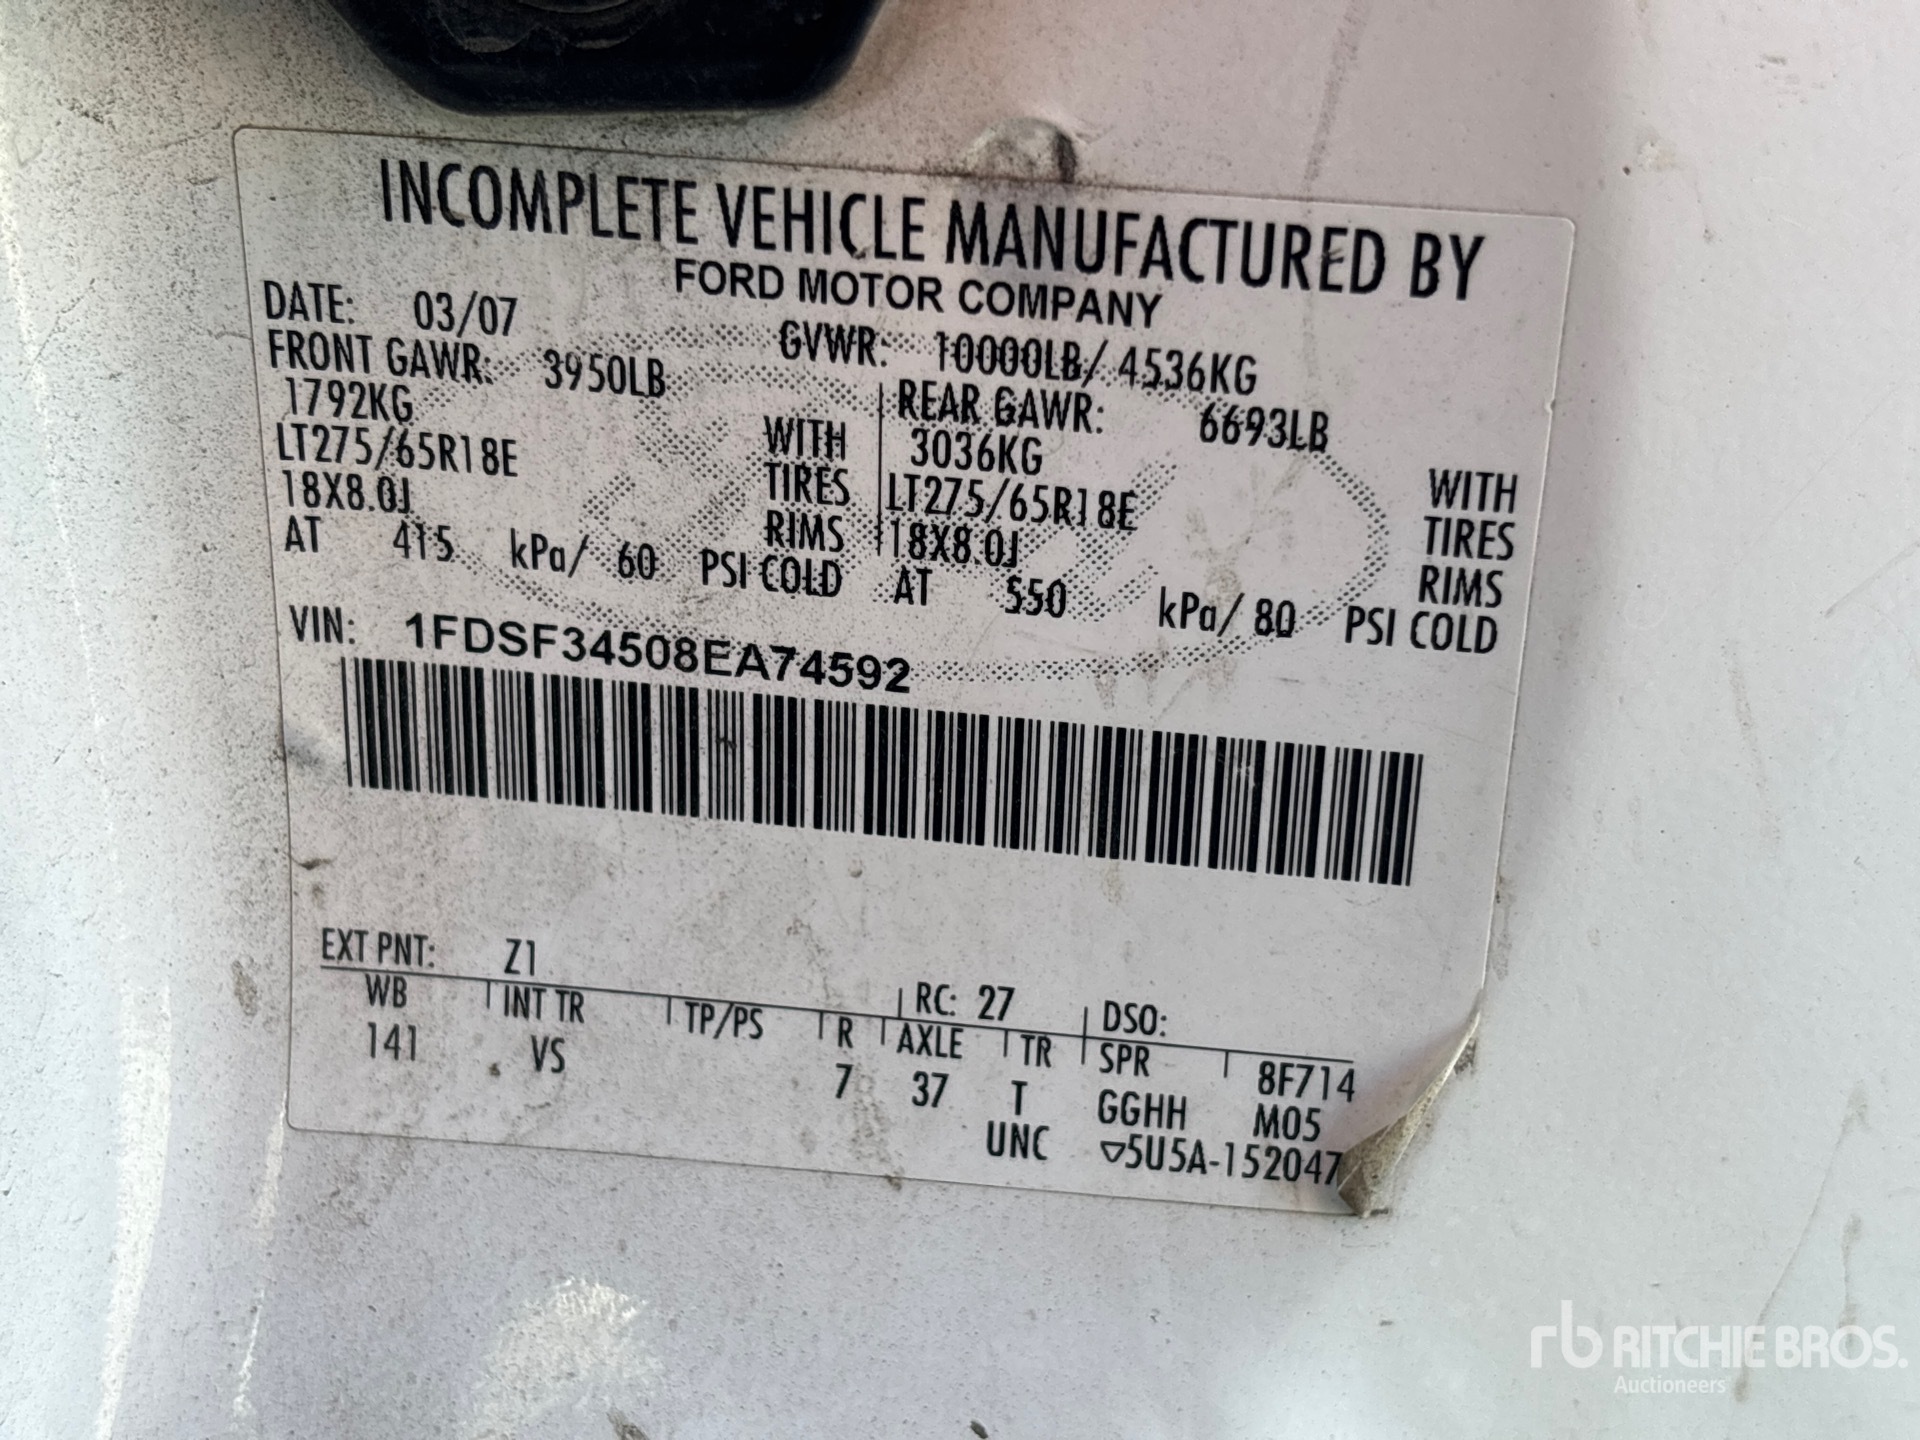 INCOMPLETE VEHICLE MANUFACTURED BY
FORD MOTOR COMPANY
DATE: 03/07 GVWR: 10000LB/ 4536KG
FRONT GAWR: 3950LB REAR GAWR: 6693LB
1792KG WITH 3036KG WITH
LT275/65R18E TIRES LT275/65R18E TIRES
18X8.0J RIMS 18X8.0J RIMS
AT 415 kPa/ 60 PSI COLD AT 550 kPa/ 80 PSI COLD
VIN: 1FDSF34508EA74592
EXT PNT: Z1 RC: 27 DSO:
WB INT TR TP/PS R AXLE TR SPR 8F714
141 VS 7 37 T GGHH M05
UNC ▽5U5A-152047
rb RITCHIE BROS.
Auctioneers